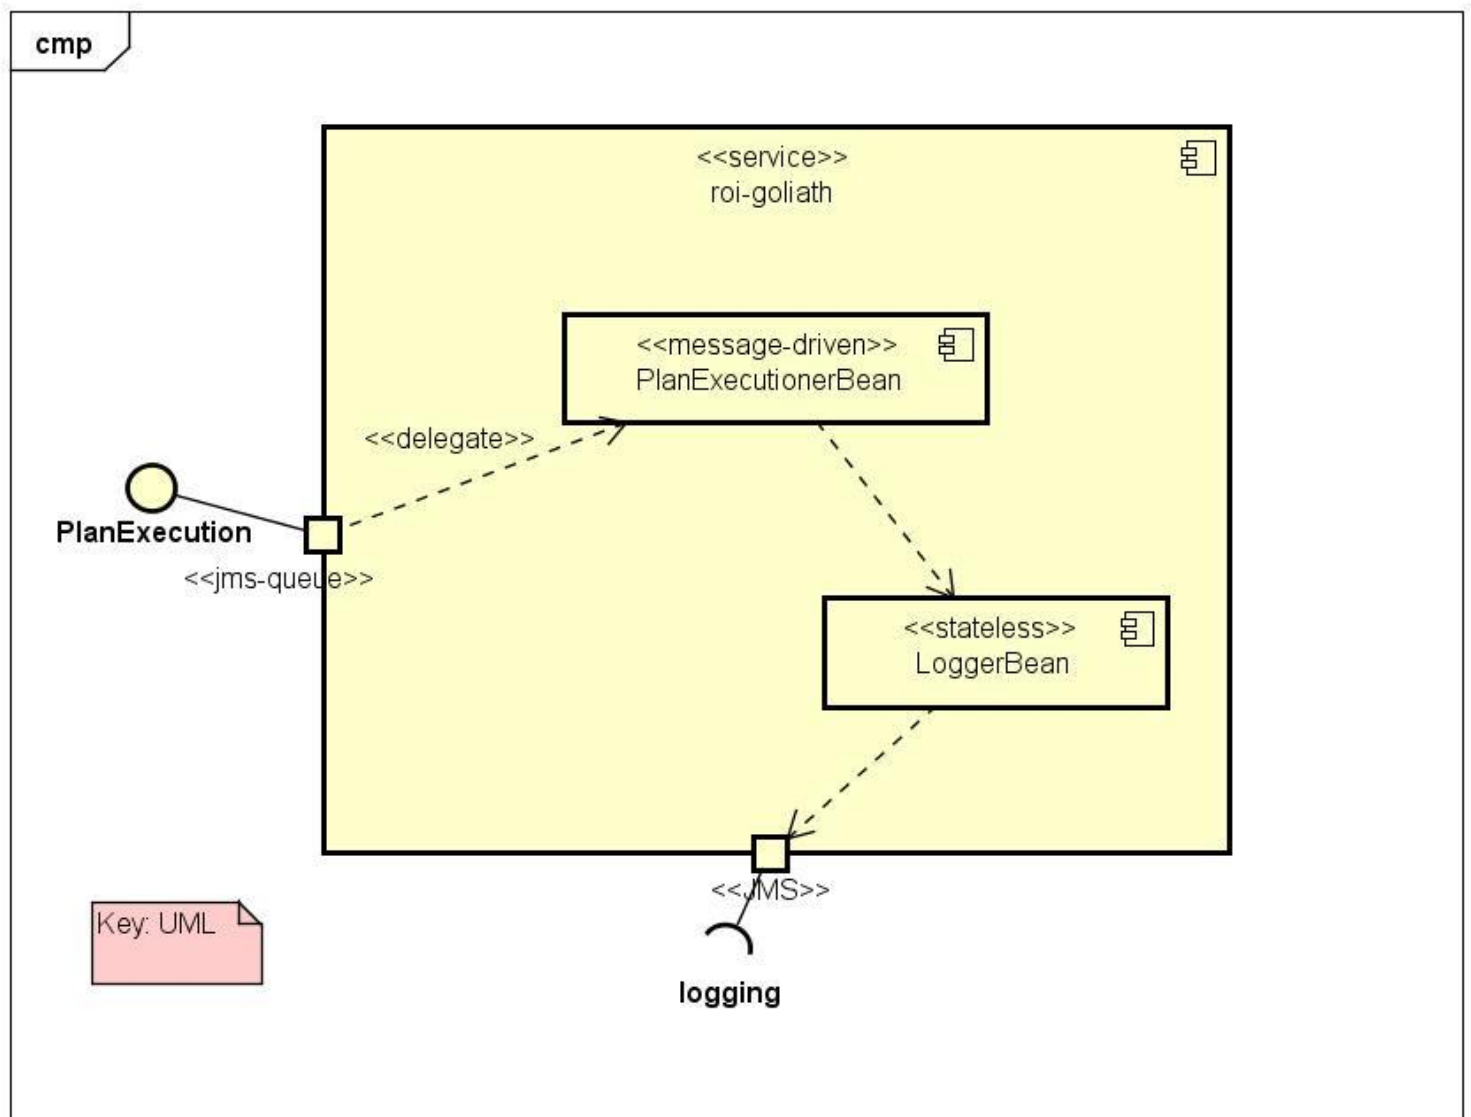 cmp
<<service>>
roi-goliath
<<message-driven>>
PlanExecutionerBean
<<delegate>>
PlanExecution
<<jms-queue>>
<<stateless>>
LoggerBean
<<JMS>>
Key: UML
logging